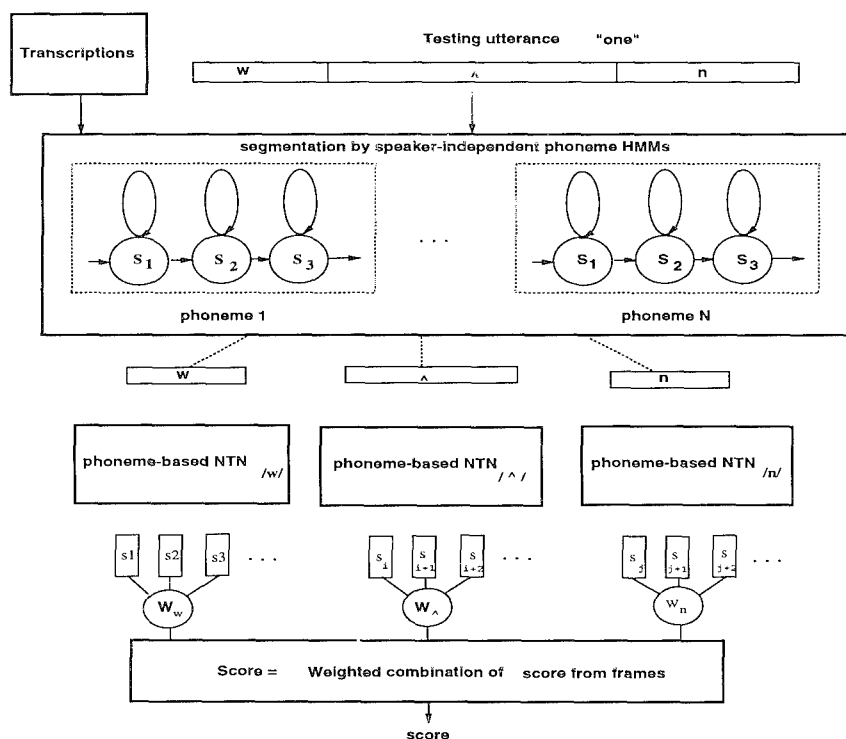 Transcriptions
Testing utterance "one"
w ^ n
segmentation by speaker-independent phoneme HMMs
S1 S2 S3 . . . S1 S2 S3
phoneme 1 phoneme N
w ^ n
phoneme-based NTN /w/ phoneme-based NTN /^/ phoneme-based NTN /n/
s1 s2 s3 . . . si si+1 si+2 . . . sj sj+1 sj+2 . . .
Ww W^ Wn
Score = Weighted combination of score from frames
score